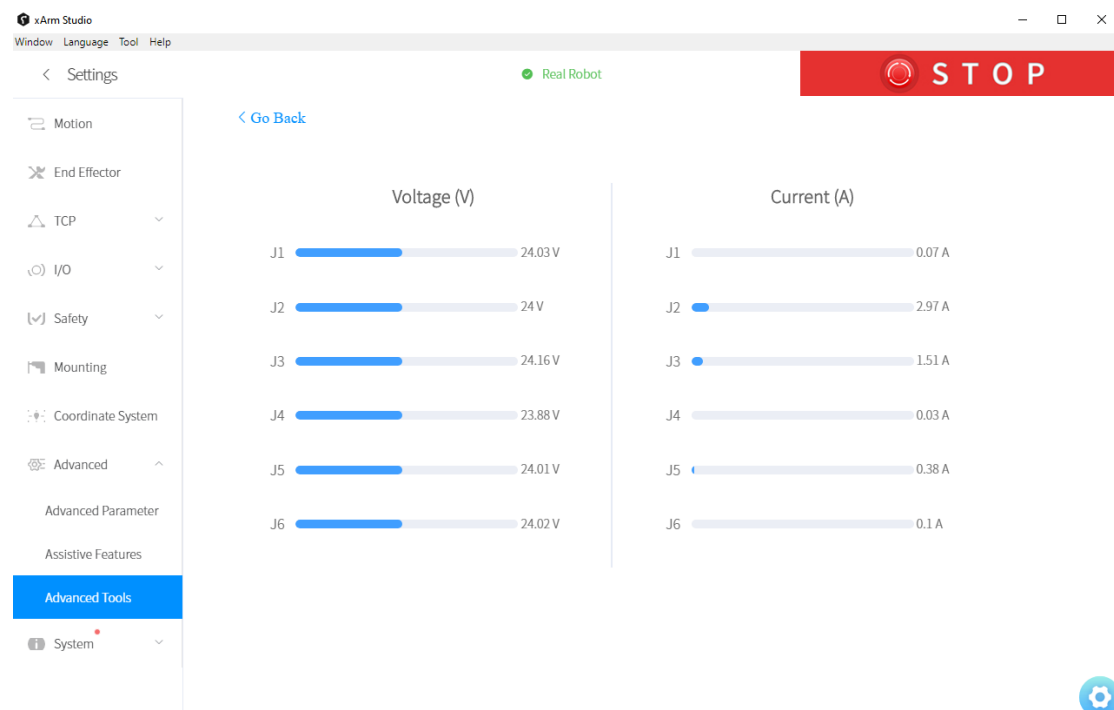 xArm Studio
Window Language Tool Help
Settings
Real Robot
STOP
Motion
End Effector
TCP
I/O
Safety
Mounting
Coordinate System
Advanced
Advanced Parameter
Assistive Features
Advanced Tools
System
Go Back
Voltage (V)
J1 24.03 V
J2 24 V
J3 24.16 V
J4 23.88 V
J5 24.01 V
J6 24.02 V
Current (A)
J1 0.07 A
J2 2.97 A
J3 1.51 A
J4 0.03 A
J5 0.38 A
J6 0.1 A